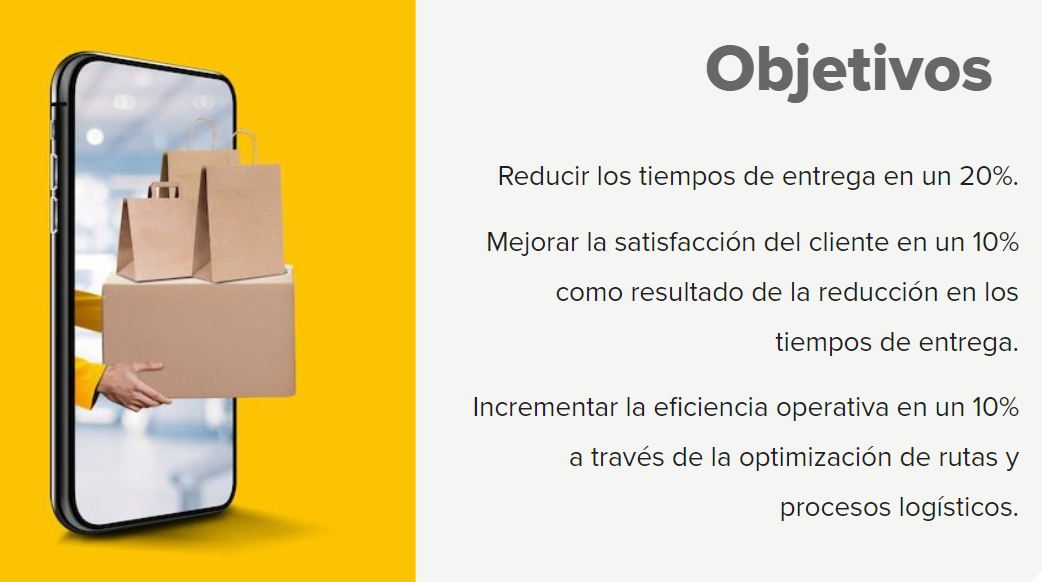 Objetivos
Reducir los tiempos de entrega en un 20%.
Mejorar la satisfacción del cliente en un 10%
como resultado de la reducción en los
tiempos de entrega.
Incrementar la eficiencia operativa en un 10%
a través de la optimización de rutas y
procesos logísticos.